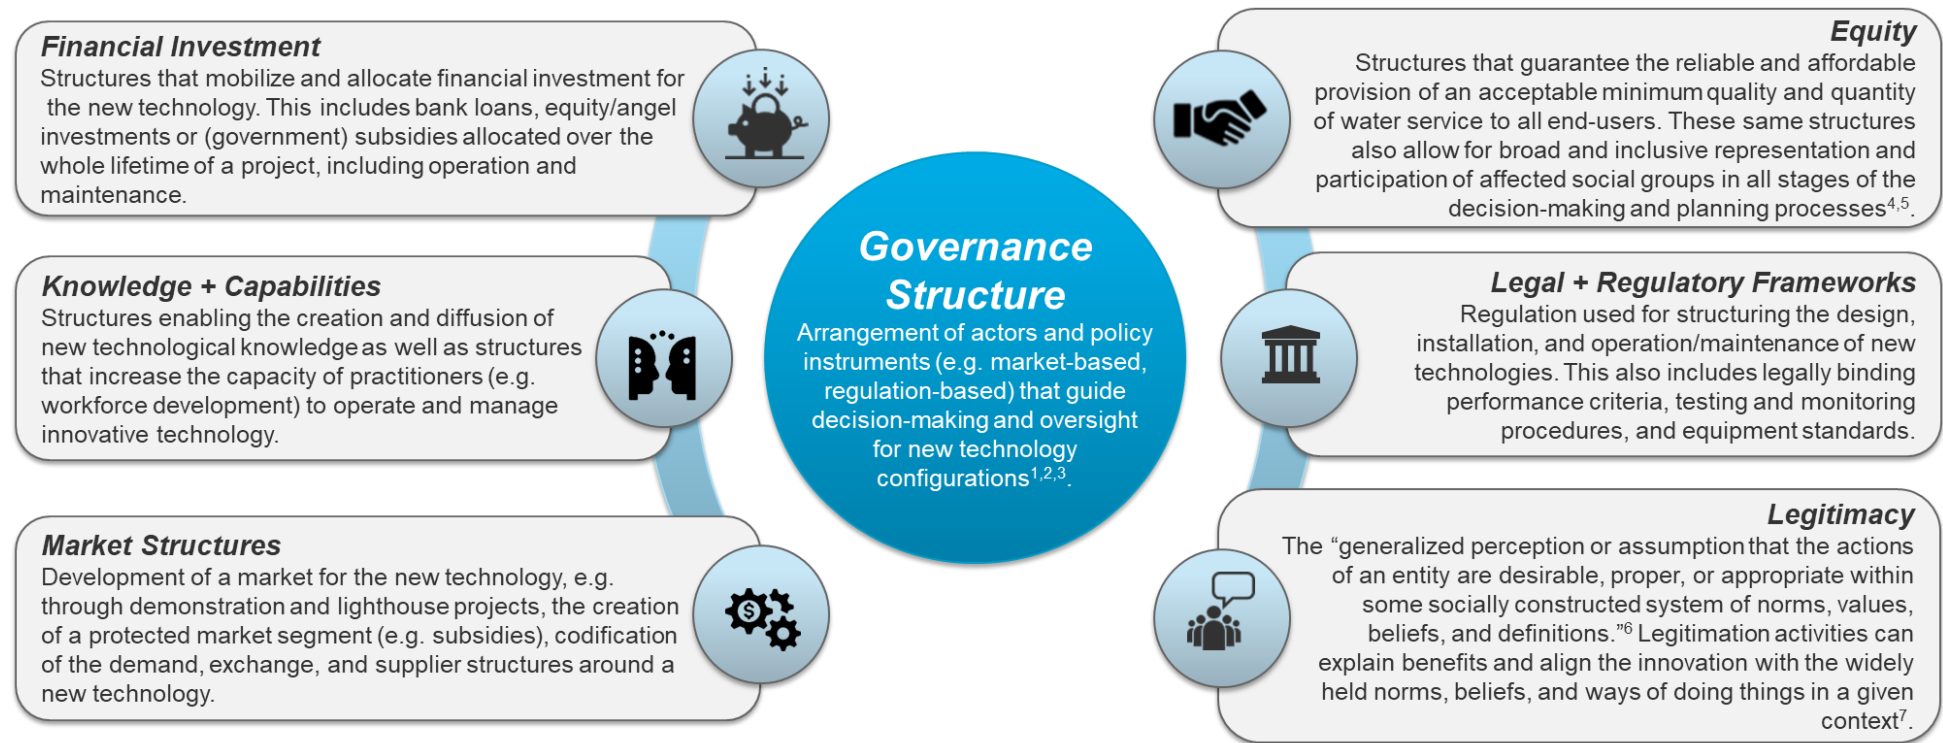 Financial Investment
Structures that mobilize and allocate financial investment for
the new technology. This includes bank loans, equity/angel
investments or (government) subsidies allocated over the
whole lifetime of a project, including operation and
maintenance.
Knowledge + Capabilities
Structures enabling the creation and diffusion of
new technological knowledge as well as structures
that increase the capacity of practitioners (e.g.
workforce development) to operate and manage
innovative technology.
Market Structures
Development of a market for the new technology, e.g.
through demonstration and lighthouse projects, the creation
of a protected market segment (e.g. subsidies), codification
of the demand, exchange, and supplier structures around a
new technology.
$
Governance
Structure
Arrangement of actors and policy
instruments (e.g. market-based,
regulation-based) that guide
decision-making and oversight
for new technology
configurations1,2,3.
Equity
Structures that guarantee the reliable and affordable
provision of an acceptable minimum quality and quantity
of water service to all end-users. These same structures
also allow for broad and inclusive representation and
participation of affected social groups in all stages of the
decision-making and planning processes4,5.
Legal + Regulatory Frameworks
Regulation used for structuring the design,
installation, and operation/maintenance of new
technologies. This also includes legally binding
performance criteria, testing and monitoring
procedures, and equipment standards.
Legitimacy
The “generalized perception or assumption that the actions
of an entity are desirable, proper, or appropriate within
some socially constructed system of norms, values,
beliefs, and definitions.”6 Legitimation activities can
explain benefits and align the innovation with the widely
held norms, beliefs, and ways of doing things in a given
context7.